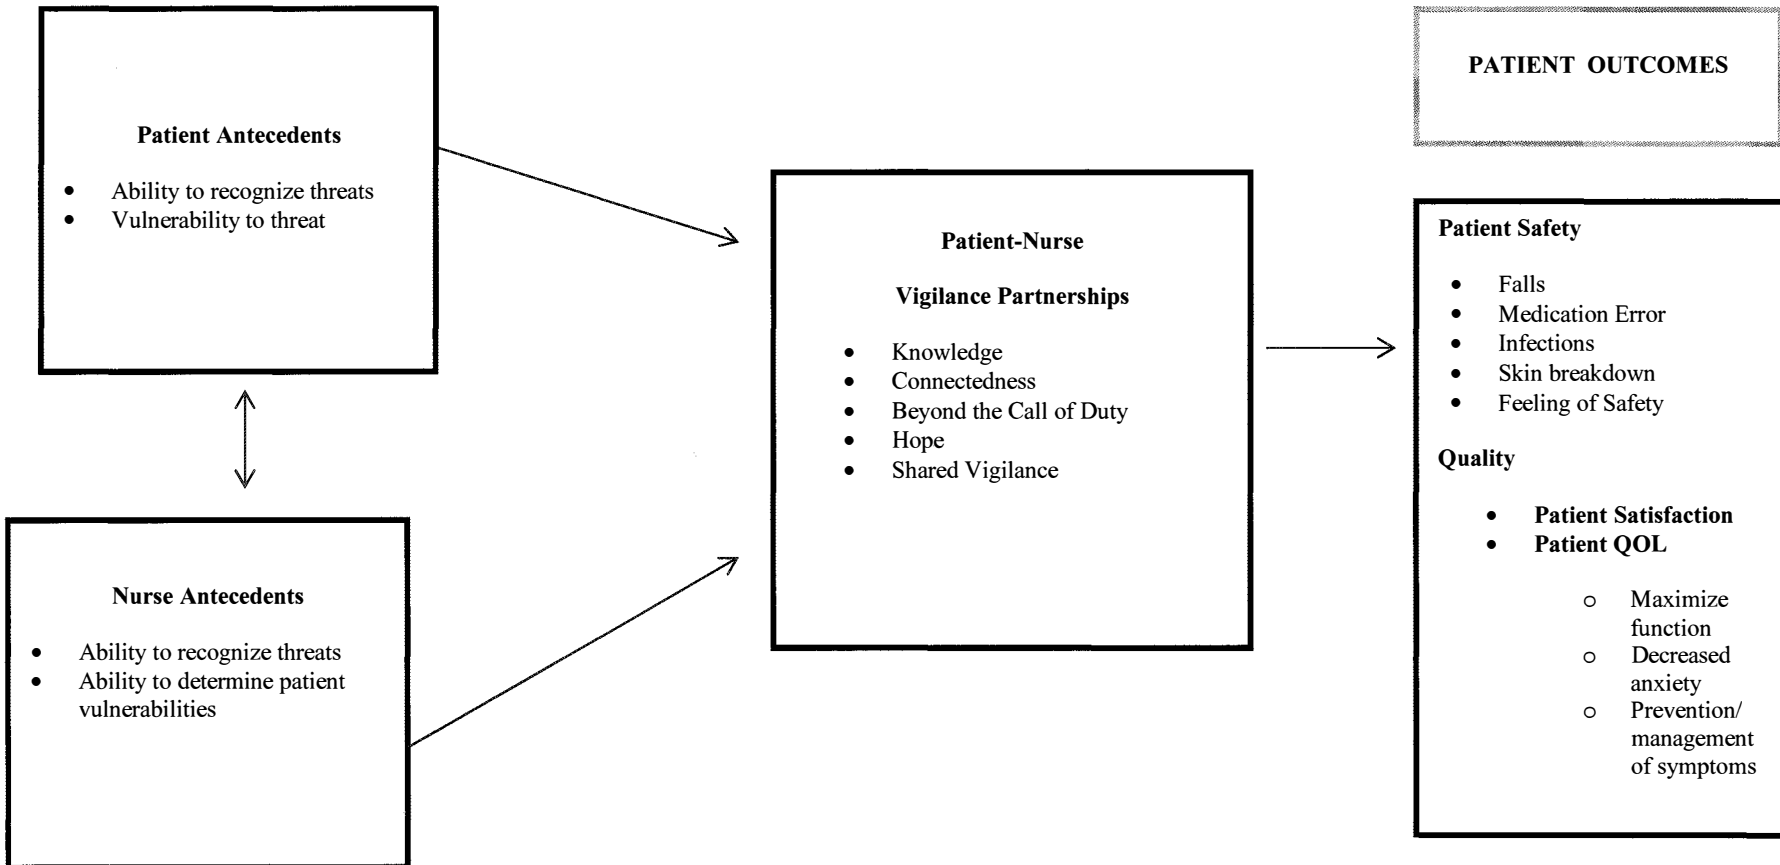 Patient Antecedents
• Ability to recognize threats
• Vulnerability to threat
Nurse Antecedents
• Ability to recognize threats
• Ability to determine patient
vulnerabilities
Patient-Nurse
Vigilance Partnerships
• Knowledge
• Connectedness
• Beyond the Call of Duty
• Hope
• Shared Vigilance
PATIENT OUTCOMES
Patient Safety
• Falls
• Medication Error
• Infections
• Skin breakdown
• Feeling of Safety
Quality
• Patient Satisfaction
• Patient QOL
o Maximize
function
o Decreased
anxiety
o Prevention/
management
of symptoms